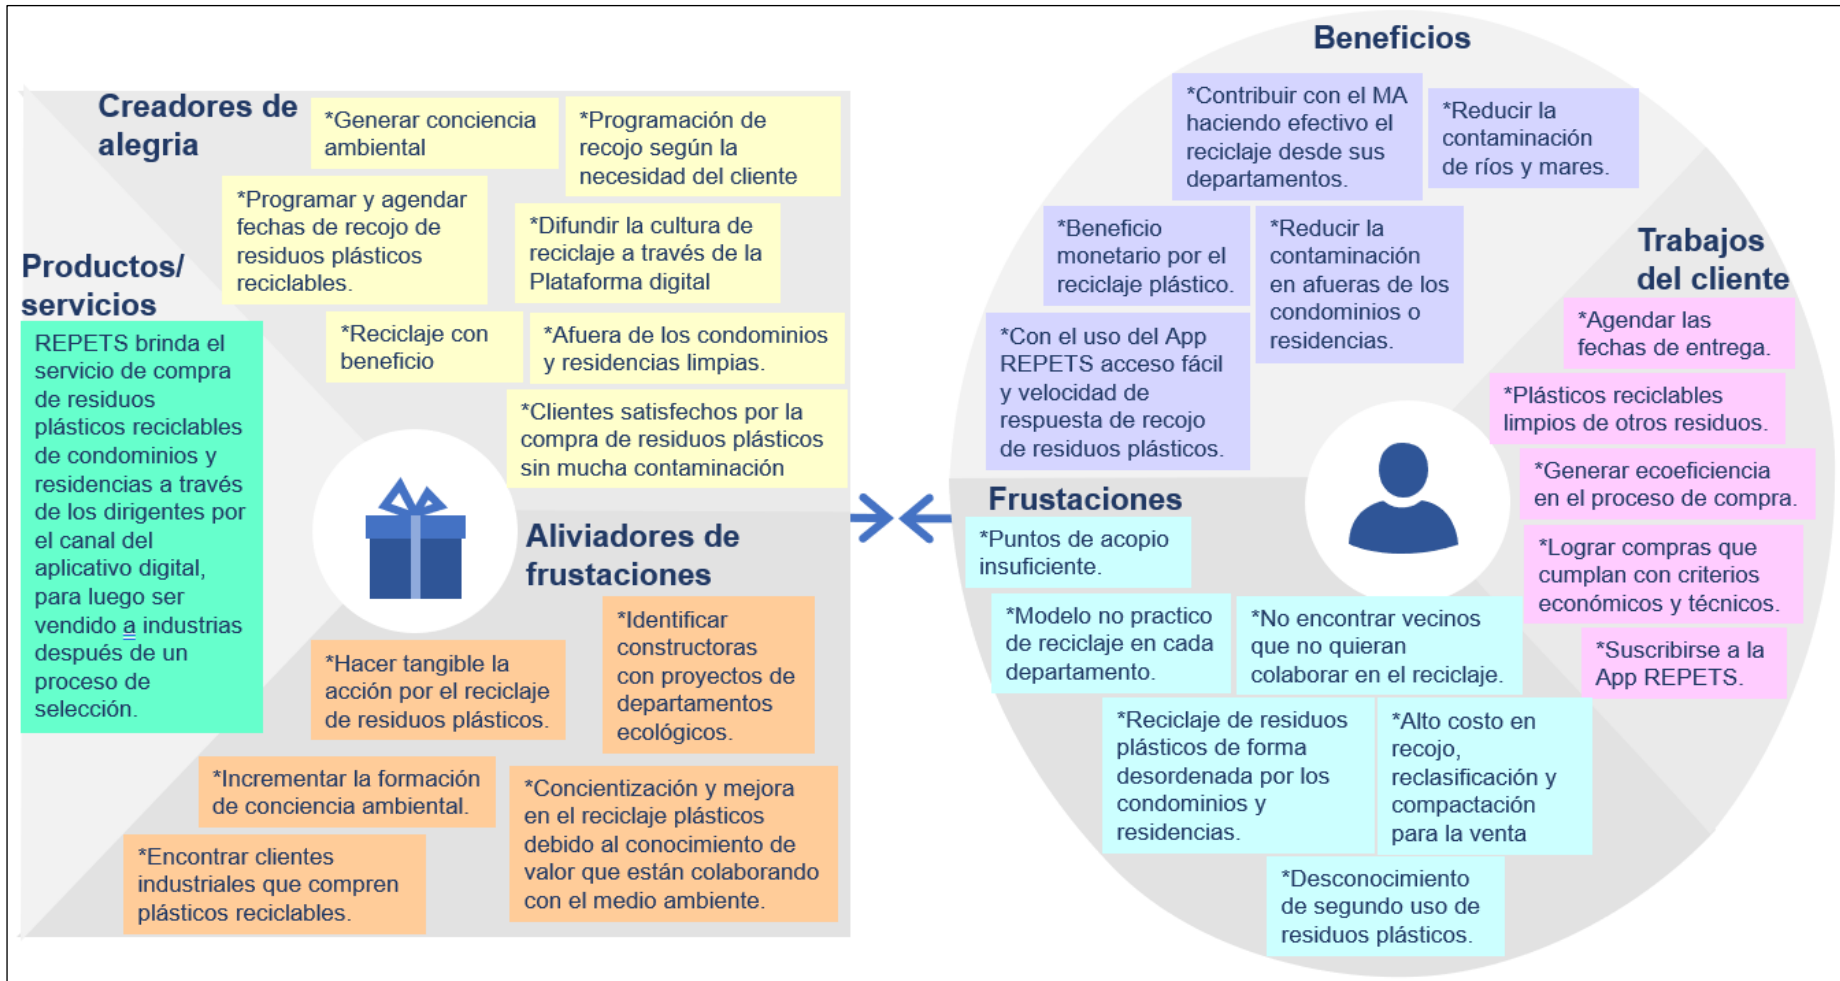 Creadores de
alegria
*Generar conciencia
ambiental
*Programación de
recojo según la
necesidad del cliente
*Programar y agendar
fechas de recojo de
residuos plásticos
reciclables.
*Difundir la cultura de
reciclaje a través de la
Plataforma digital
*Reciclaje con
beneficio
*Afuera de los condominios
y residencias limpias.
*Clientes satisfechos por la
compra de residuos plásticos
sin mucha contaminación
Productos/
servicios
REPETS brinda el
servicio de compra
de residuos
plásticos reciclables
de condominios y
residencias a través
de los dirigentes por
el canal del
aplicativo digital,
para luego ser
vendido a industrias
después de un
proceso de
selección.
Aliviadores de
frustaciones
*Identificar
constructoras
con proyectos de
departamentos
ecológicos.
*Hacer tangible la
acción por el reciclaje
de residuos plásticos.
*Incrementar la formación
de conciencia ambiental.
*Concientización y mejora
en el reciclaje plásticos
debido al conocimiento de
valor que están colaborando
con el medio ambiente.
*Encontrar clientes
industriales que compren
plásticos reciclables.
Beneficios
*Contribuir con el MA
haciendo efectivo el
reciclaje desde sus
departamentos.
*Reducir la
contaminación
de ríos y mares.
*Beneficio
monetario por el
reciclaje plástico.
*Reducir la
contaminación
en afueras de los
condominios o
residencias.
*Con el uso del App
REPETS acceso fácil
y velocidad de
respuesta de recojo
de residuos plásticos.
Trabajos
del cliente
*Agendar las
fechas de entrega.
*Plásticos reciclables
limpios de otros residuos.
*Generar ecoeficiencia
en el proceso de compra.
*Lograr compras que
cumplan con criterios
económicos y técnicos.
*Suscribirse a la
App REPETS.
Frustaciones
*Puntos de acopio
insuficiente.
*Modelo no practico
de reciclaje en cada
departamento.
*No encontrar vecinos
que no quieran
colaborar en el reciclaje.
*Reciclaje de residuos
plásticos de forma
desordenada por los
condominios y
residencias.
*Alto costo en
recojo,
reclasificación y
compactación
para la venta
*Desconocimiento
de segundo uso de
residuos plásticos.